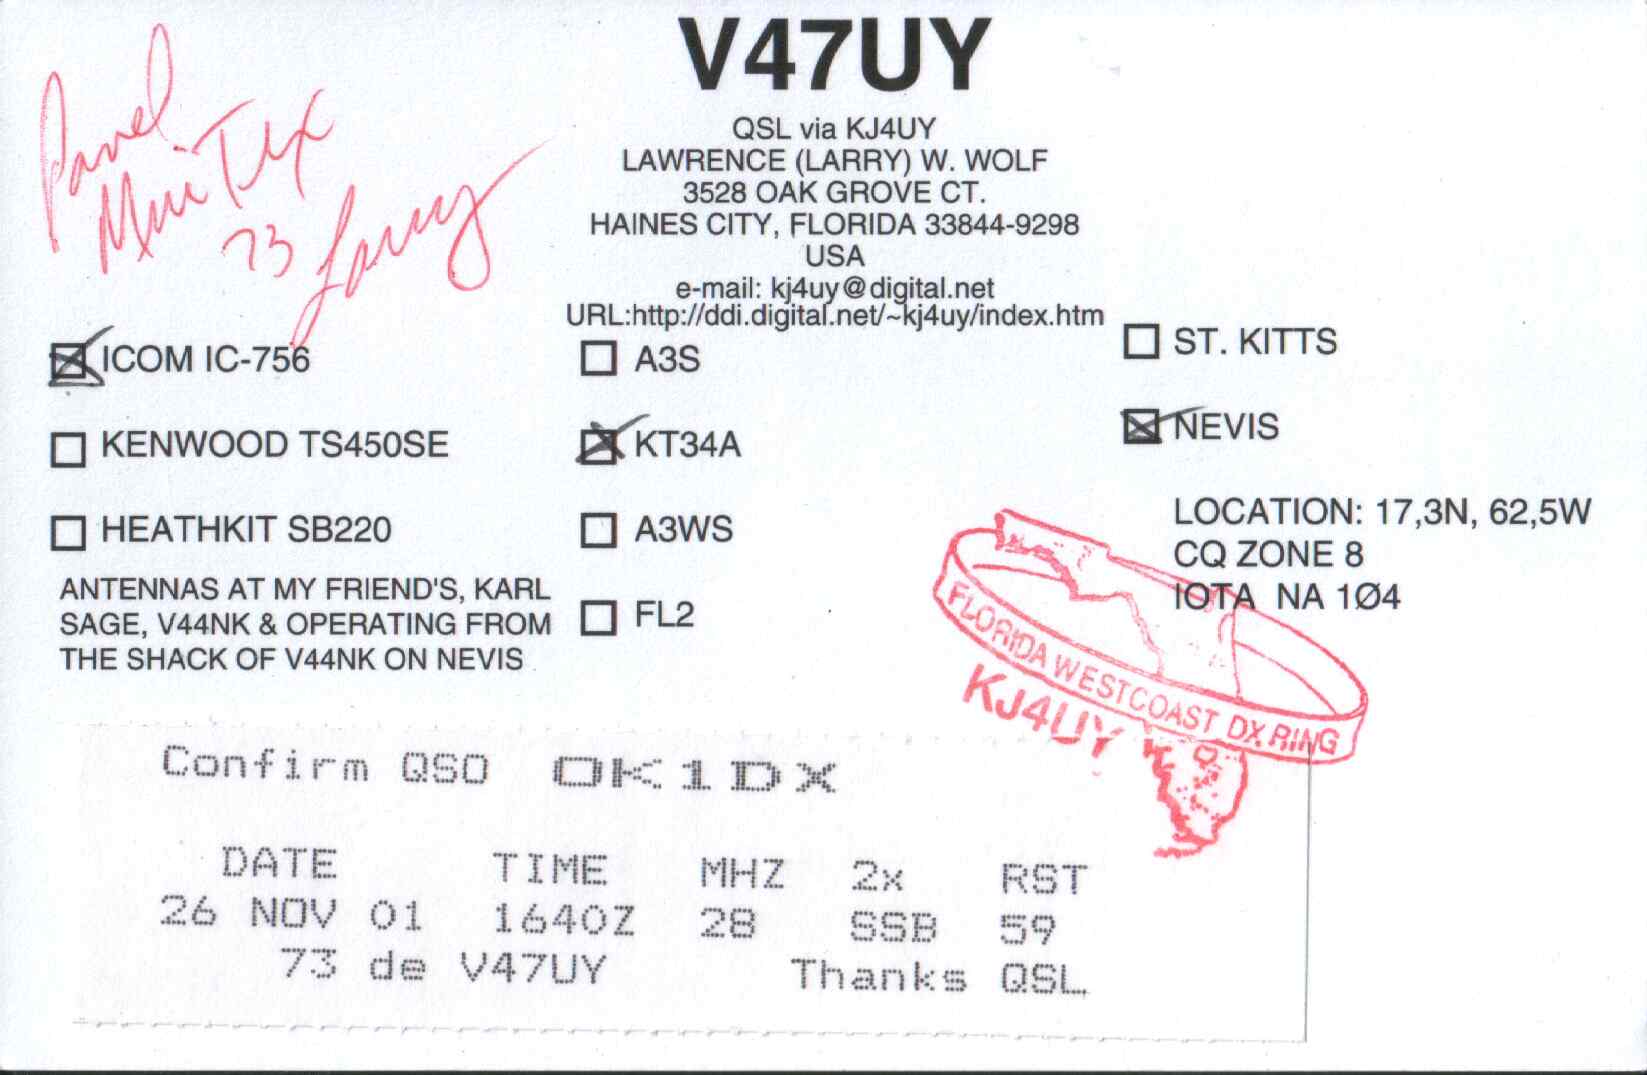 V47UY
QSL via KJ4UY
LAWRENCE (LARRY) W. WOLF
3528 OAK GROVE CT.
HAINES CITY, FLORIDA 33844-9298
USA
e-mail: kj4uy@digital.net
URL:http://ddi.digital.net/~kj4uy/index.htm
Pavel
Mni Tnx
73
Larry
ICOM IC-756
KENWOOD TS450SE
HEATHKIT SB220
ANTENNAS AT MY FRIEND'S, KARL
SAGE, V44NK & OPERATING FROM
THE SHACK OF V44NK ON NEVIS
A3S
KT34A
A3WS
FL2
ST. KITTS
NEVIS
LOCATION: 17,3N, 62,5W
CQ ZONE 8
IOTA NA 1Ø4
FLORIDA WESTCOAST DX RING
KJ4UY
Confirm QSO OK1DX
DATE TIME MHZ 2x RST
26 NOV 01 1640Z 28 SSB 59
73 de V47UY Thanks QSL